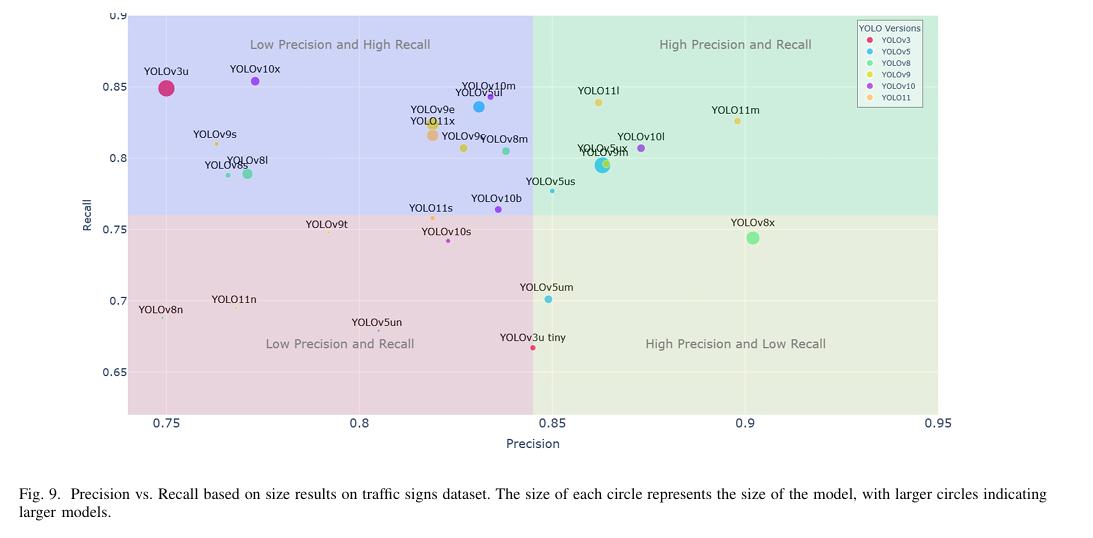 0.9
Low Precision and High Recall
High Precision and Recall
YOLO Versions
YOLOv3
YOLOv5
YOLOv8
YOLOv9
YOLOv10
YOLO11
YOLOv3u
YOLOv10x
0.85
YOLOv10m
YOLOv5ul
YOLO11l
YOLOv9e
YOLO11x
YOLO11m
YOLOv9s
YOLOv9c
YOLOv8m
YOLOv10l
0.8
YOLOv8l
YOLOv8s
YOLOv5ux
YOLOv9m
YOLOv5us
YOLOv10b
YOLO11s
Recall
0.75
YOLOv9t
YOLOv10s
YOLOv8x
0.7
YOLOv8n
YOLO11n
YOLOv5um
YOLOv5un
YOLOv3u tiny
Low Precision and Recall
High Precision and Low Recall
0.65
0.75
0.8
0.85
0.9
0.95
Precision
Fig. 9. Precision vs. Recall based on size results on traffic signs dataset. The size of each circle represents the size of the model, with larger circles indicating
larger models.